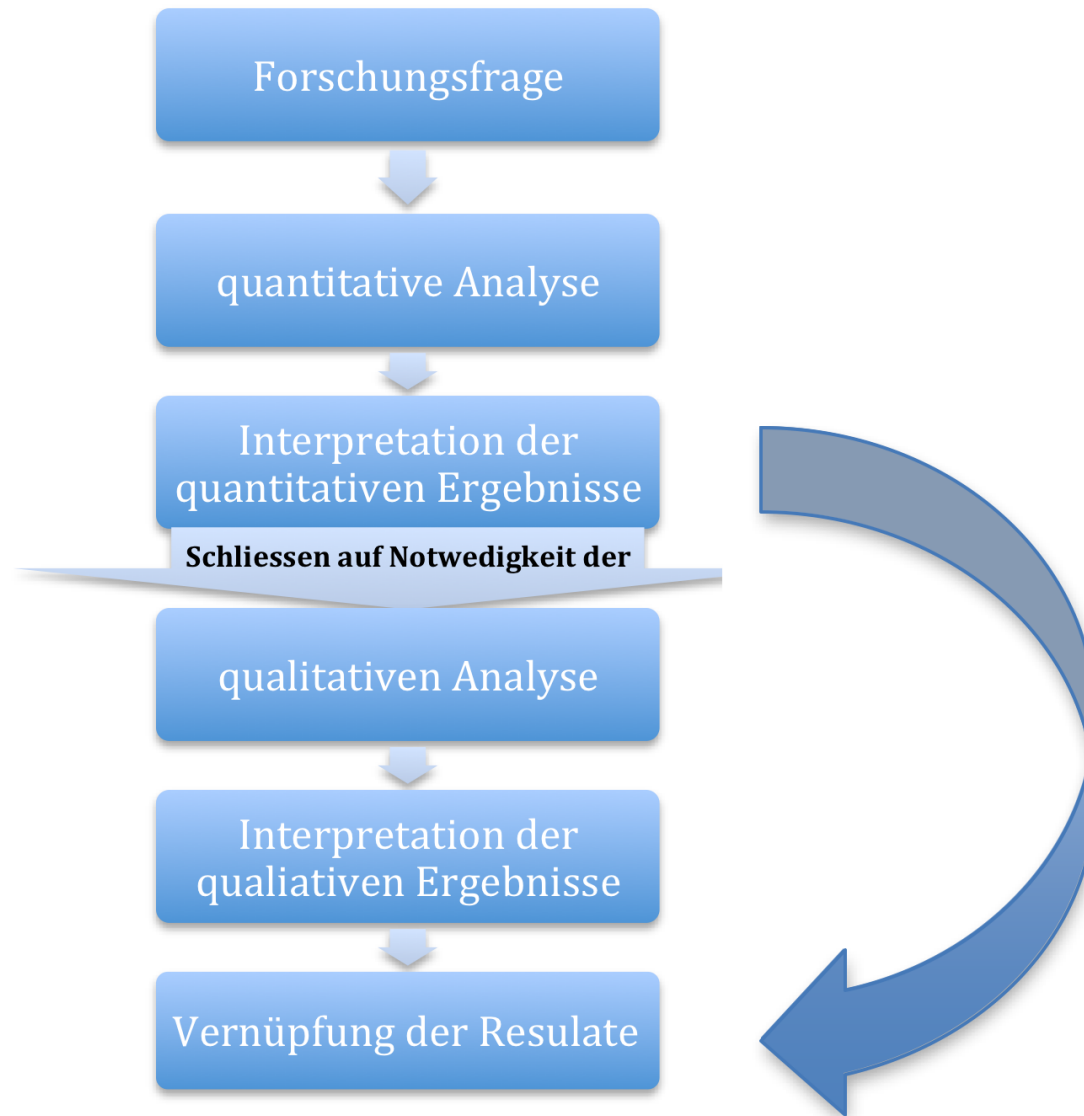 Forschungsfrage
quantitative Analyse
Interpretation der
quantitativen Ergebnisse
Schliessen auf Notwedigkeit der
qualitativen Analyse
Interpretation der
qualiativen Ergebnisse
Vernüpfung der Resulate